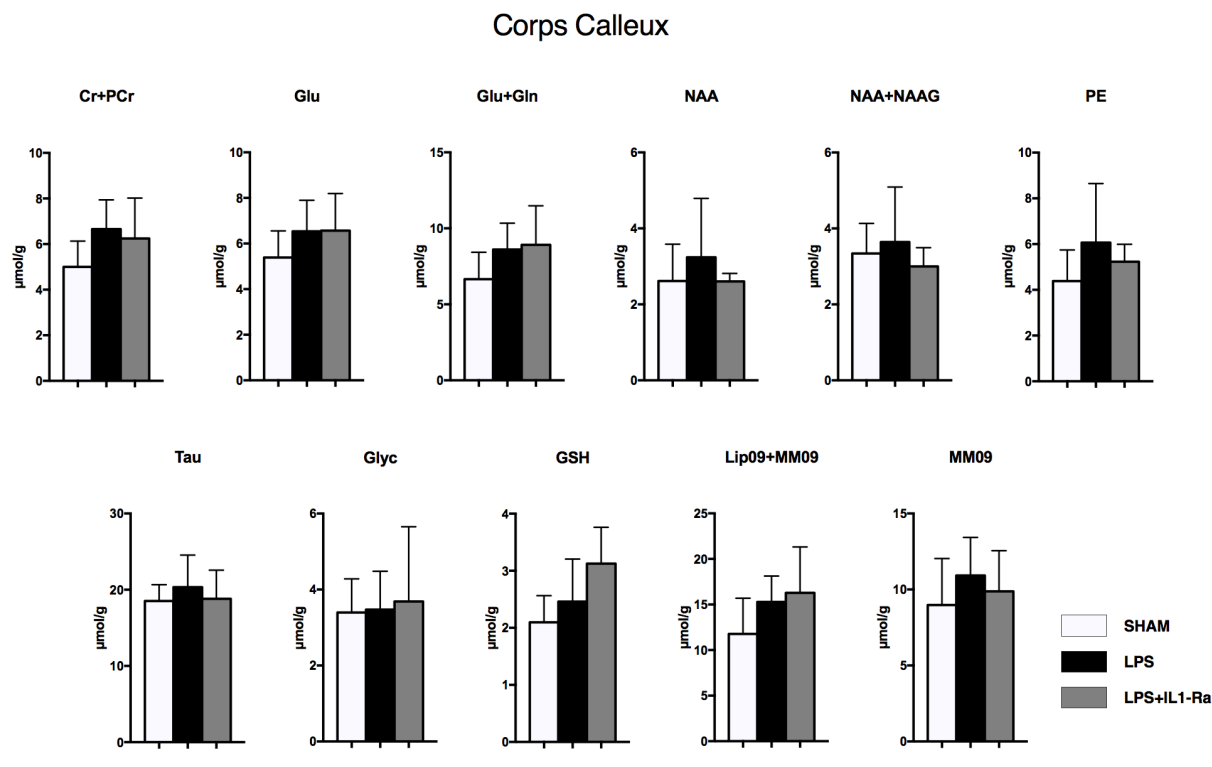 Corps Calleux
Cr+PCr Glu Glu+Gln NAA NAA+NAAG PE
10 8 6 4 2 0 µmol/g
10 8 6 4 2 0 µmol/g
15 10 5 0 µmol/g
6 4 2 0 µmol/g
6 4 2 0 µmol/g
10 8 6 4 2 0 µmol/g
Tau Glyc GSH Lip09+MM09 MM09
30 20 10 0 µmol/g
6 4 2 0 µmol/g
4 3 2 1 0 µmol/g
25 20 15 10 5 0 µmol/g
15 10 5 0 µmol/g
SHAM
LPS
LPS+IL1-Ra